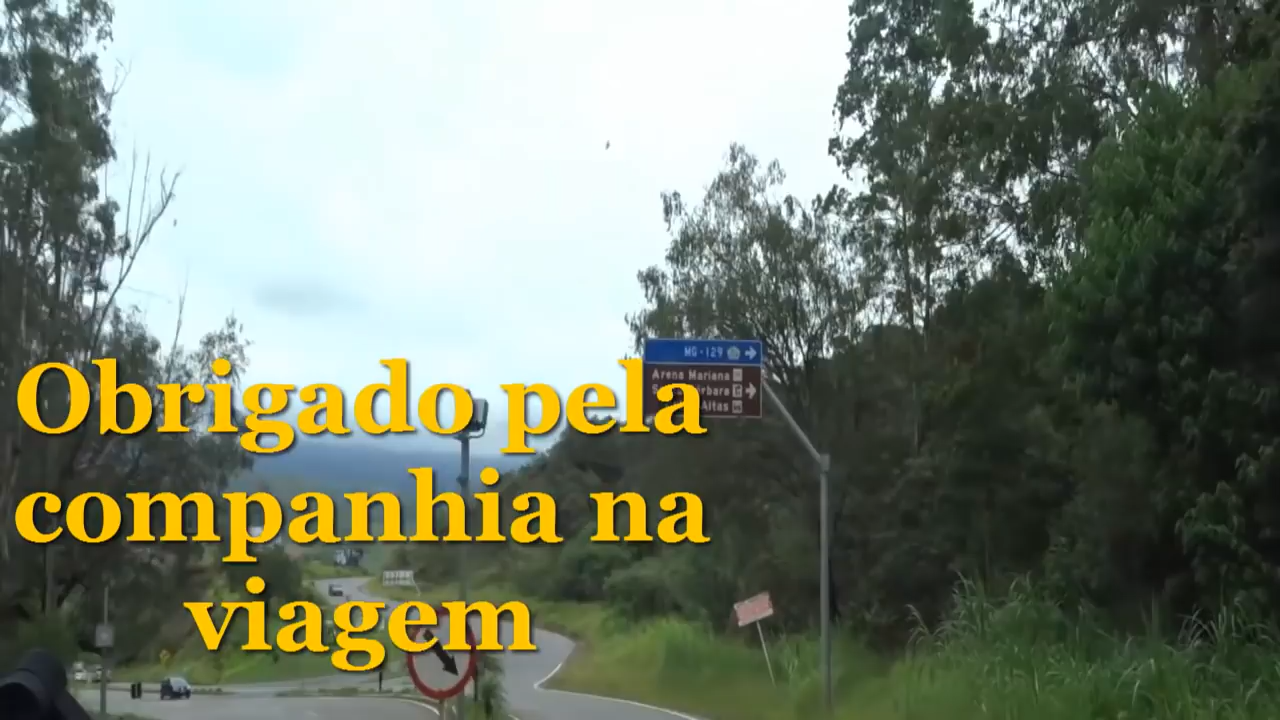 Obrigado pela
companhia na
viagem
MG-129
Arena Mariana
Altas